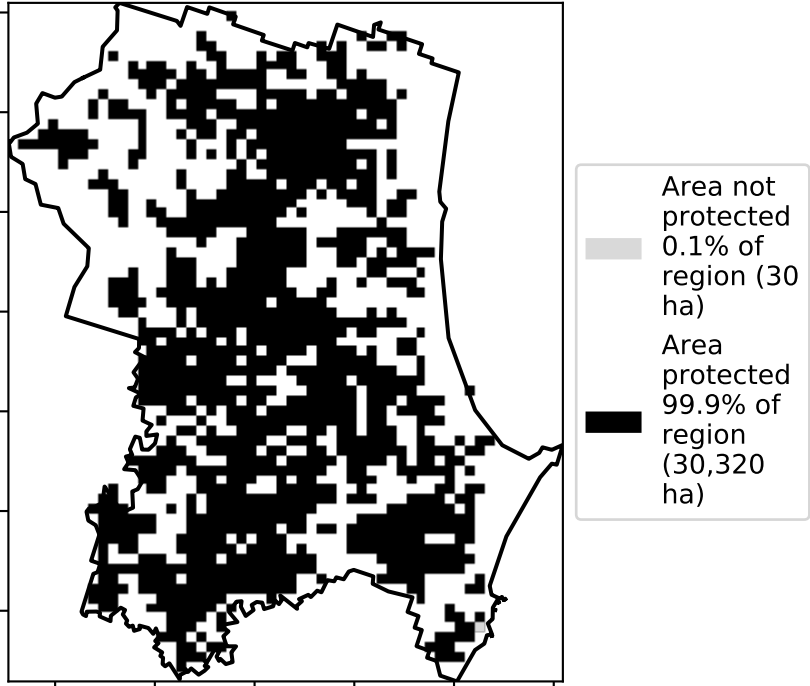 Area not
protected
0.1% of
region (30
ha)
Area
protected
99.9% of
region
(30,320
ha)